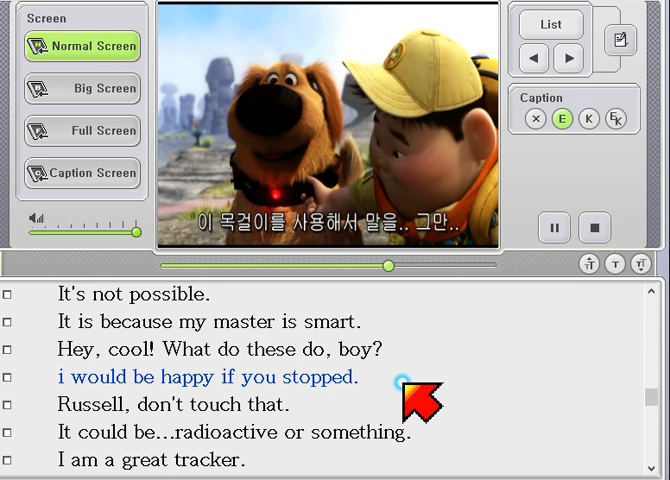 Screen
Normal Screen
Big Screen
Full Screen
Caption Screen
이 목걸이를 사용해서 말을.. 그만..
List
Caption
X E K EK
T T T
It's not possible.
It is because my master is smart.
Hey, cool! What do these do, boy?
i would be happy if you stopped.
Russell, don't touch that.
It could be...radioactive or something.
I am a great tracker.